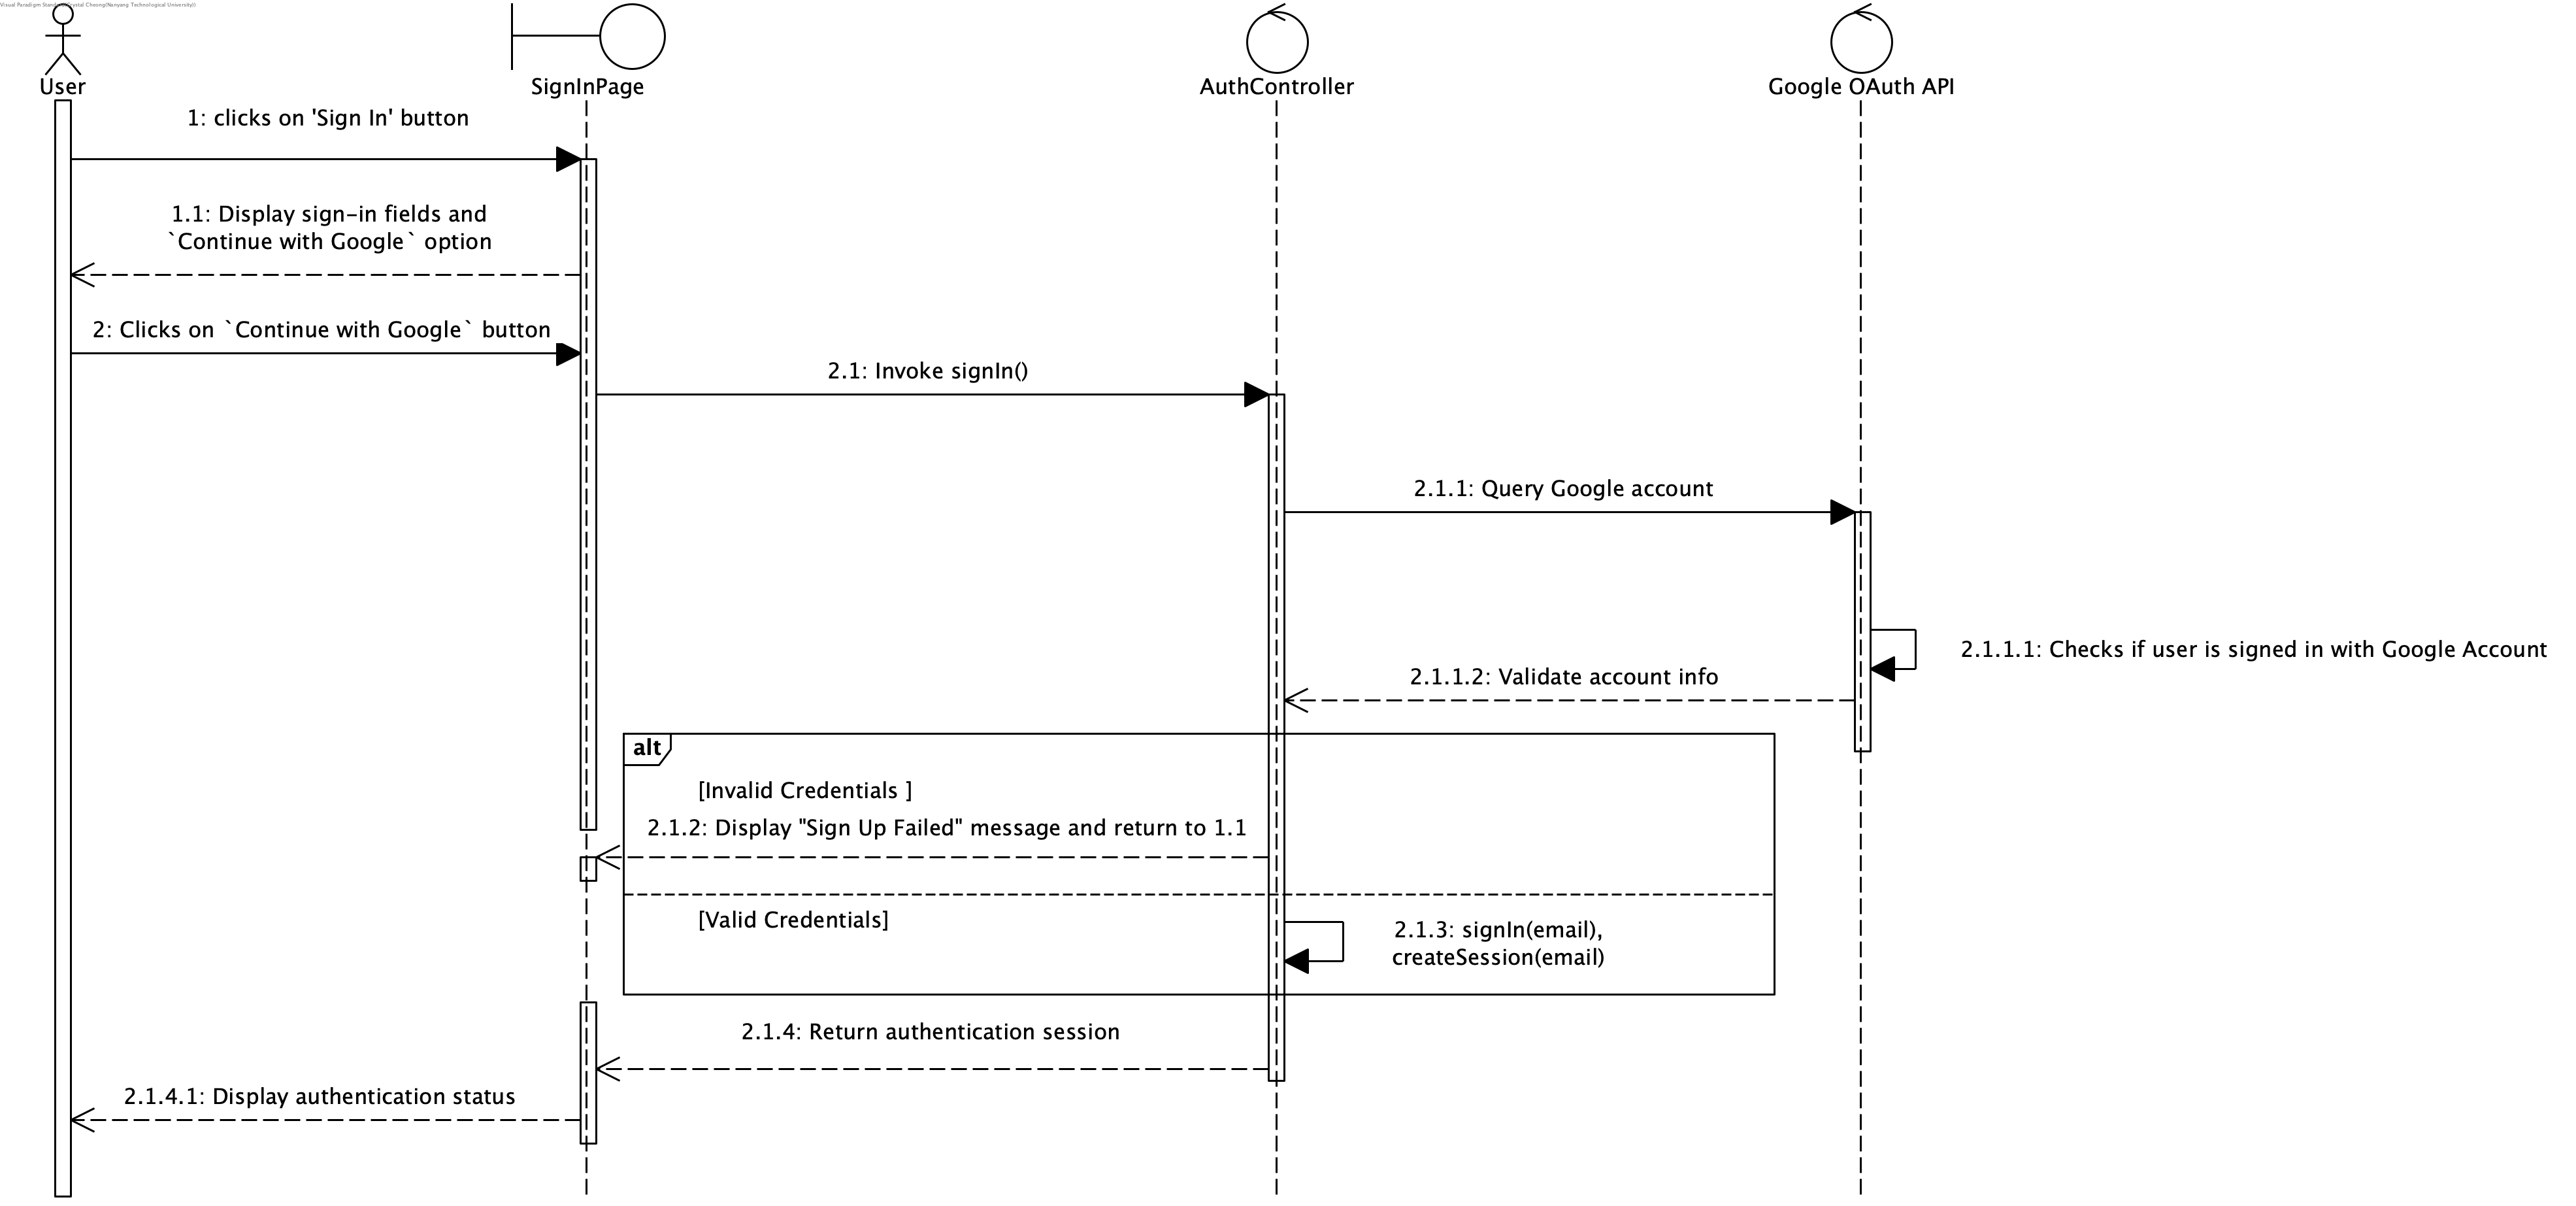 Visual Paradigm Standard(Crystal Cheong(Nanyang Technological University))
User
SignInPage
AuthController
Google OAuth API
1: clicks on 'Sign In' button
1.1: Display sign-in fields and
`Continue with Google` option
2: Clicks on `Continue with Google` button
2.1: Invoke signIn()
2.1.1: Query Google account
2.1.1.1: Checks if user is signed in with Google Account
2.1.1.2: Validate account info
alt
[Invalid Credentials ]
2.1.2: Display "Sign Up Failed" message and return to 1.1
[Valid Credentials]
2.1.3: signIn(email),
createSession(email)
2.1.4: Return authentication session
2.1.4.1: Display authentication status